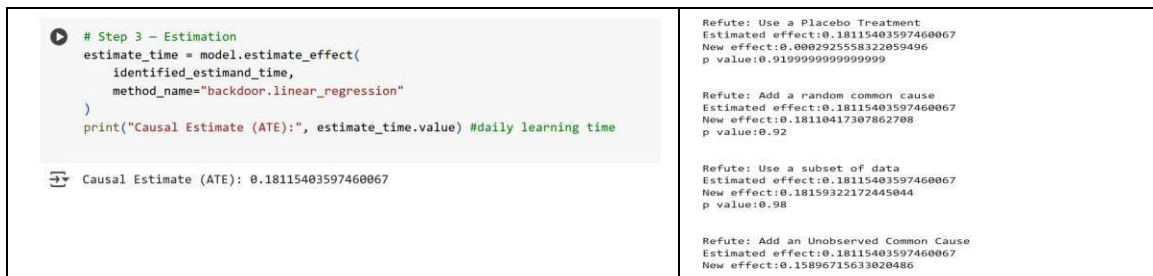 # Step 3 – Estimation
estimate_time = model.estimate_effect(
identified_estimand_time,
method_name="backdoor.linear_regression"
)
print("Causal Estimate (ATE):", estimate_time.value) #daily learning time
Causal Estimate (ATE): 0.18115403597460067
Refute: Use a Placebo Treatment
Estimated effect:0.18115403597460067
New effect:0.0002925558322059496
p value:0.9199999999999999
Refute: Add a random common cause
Estimated effect:0.18115403597460067
New effect:0.18110417307862708
p value:0.92
Refute: Use a subset of data
Estimated effect:0.18115403597460067
New effect:0.18159322172445044
p value:0.98
Refute: Add an Unobserved Common Cause
Estimated effect:0.18115403597460067
New effect:0.15896715633020486